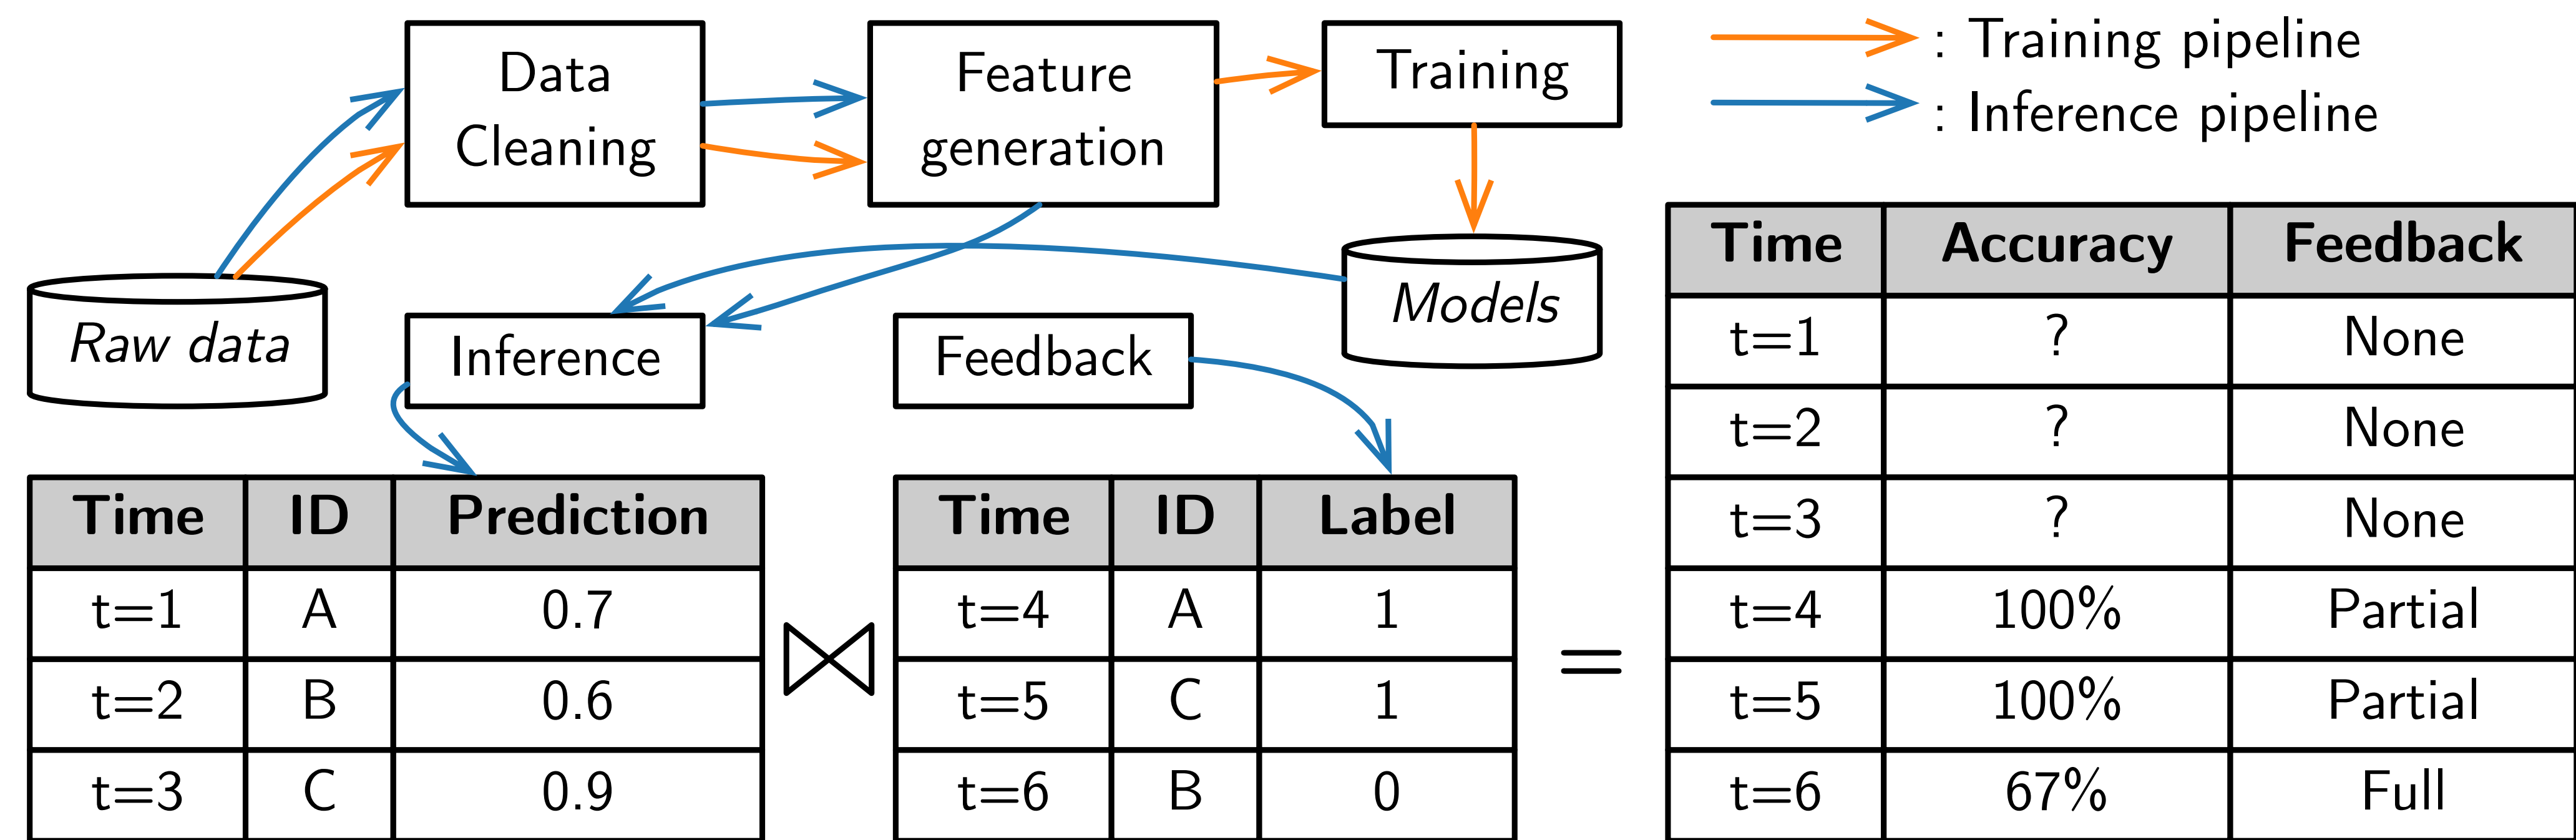 Data
Cleaning
Feature
generation
Training
: Training pipeline
: Inference pipeline
Raw data
Inference
Feedback
Models
Time ID Prediction
t=1 A 0.7
t=2 B 0.6
t=3 C 0.9
⋈
Time ID Label
t=4 A 1
t=5 C 1
t=6 B 0
=
Time Accuracy Feedback
t=1 ? None
t=2 ? None
t=3 ? None
t=4 100% Partial
t=5 100% Partial
t=6 67% Full